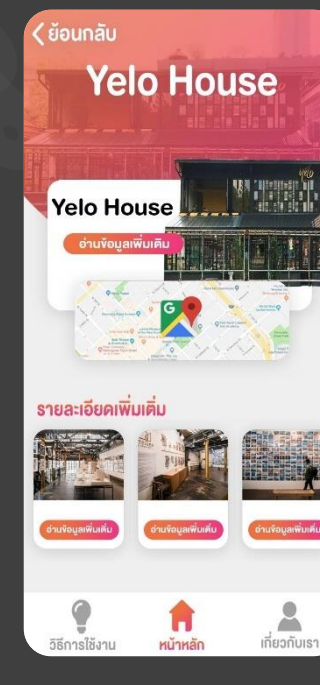 ย้อนกลับ
Yelo House
yelo
Yelo House
อ่านข้อมูลเพิ่มเติม
G
รายละเอียดเพิ่มเติ่ม
อ่านข้อมูลเพิ่มเติ่ม
อ่านข้อมูลเพิ่มเติ่ม
อ่านข้อมูลเพิ่มเติ่ม
วิธีการใช้งาน
หน้าหลัก
เกี่ยวกับเรา